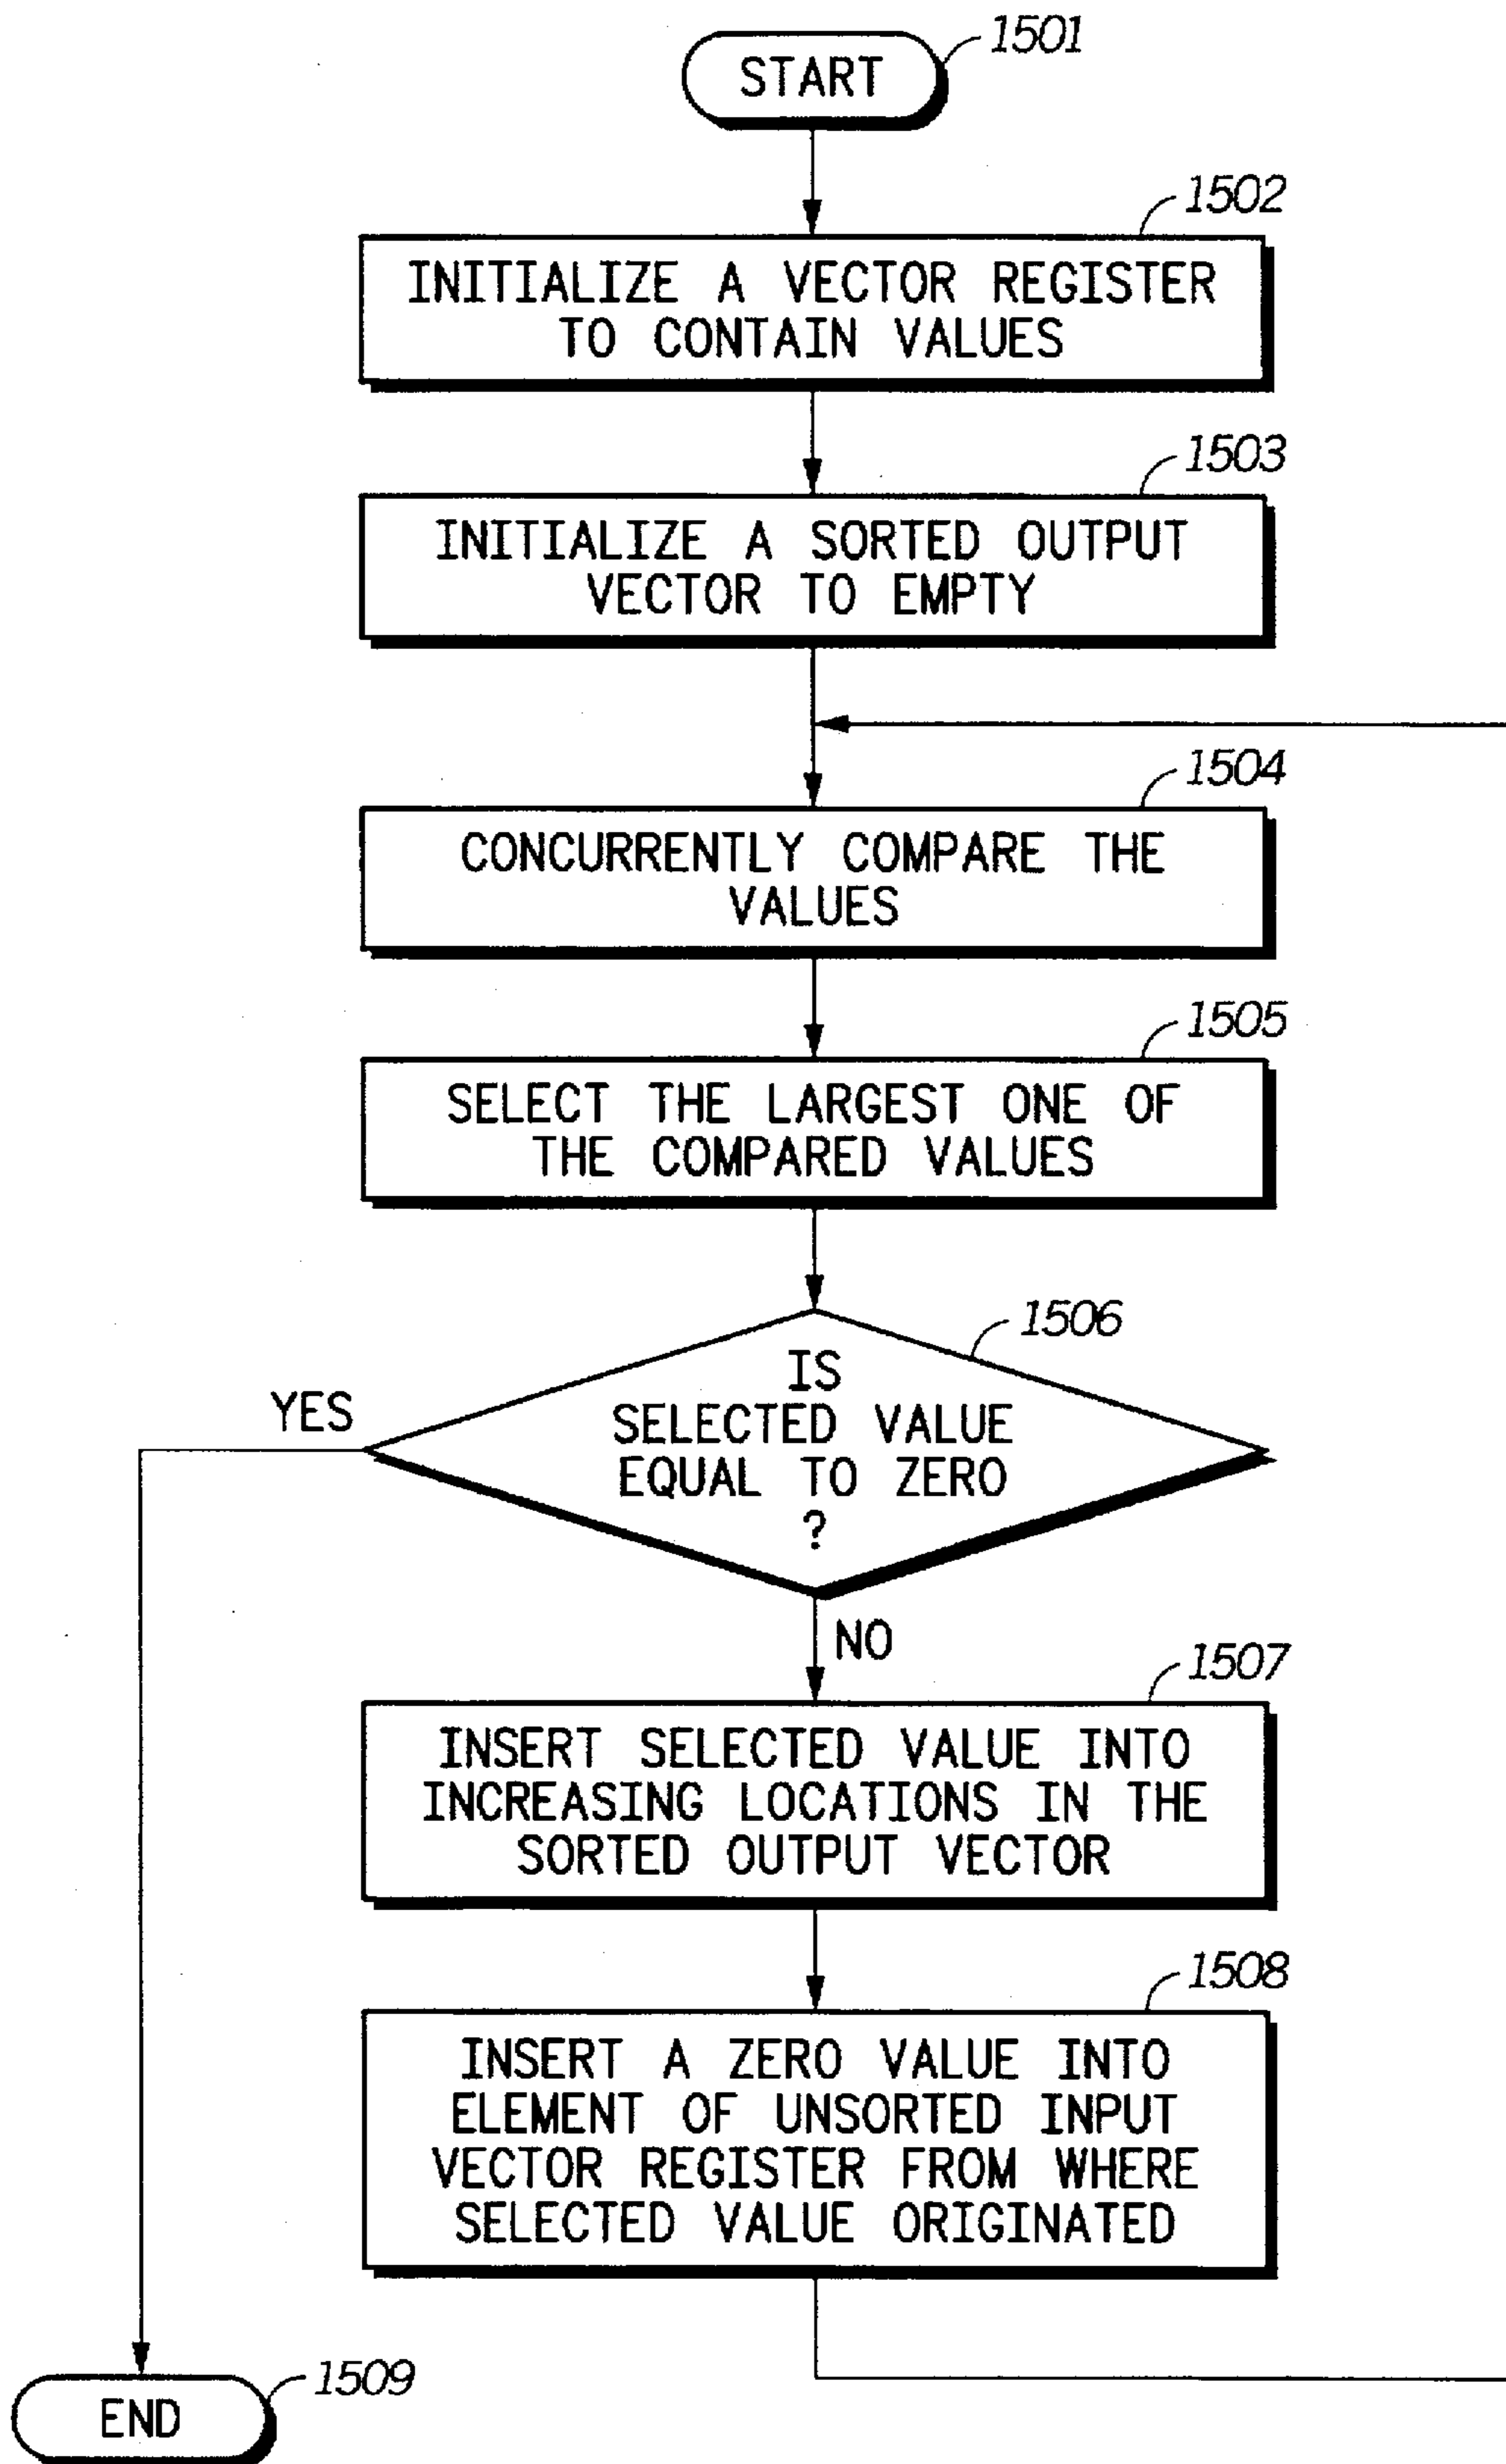 START
1501
1502
INITIALIZE A VECTOR REGISTER
TO CONTAIN VALUES
1503
INITIALIZE A SORTED OUTPUT
VECTOR TO EMPTY
1504
CONCURRENTLY COMPARE THE
VALUES
1505
SELECT THE LARGEST ONE OF
THE COMPARED VALUES
1506
IS
SELECTED VALUE
EQUAL TO ZERO
?
YES
NO
1507
INSERT SELECTED VALUE INTO
INCREASING LOCATIONS IN THE
SORTED OUTPUT VECTOR
1508
INSERT A ZERO VALUE INTO
ELEMENT OF UNSORTED INPUT
VECTOR REGISTER FROM WHERE
SELECTED VALUE ORIGINATED
END
1509